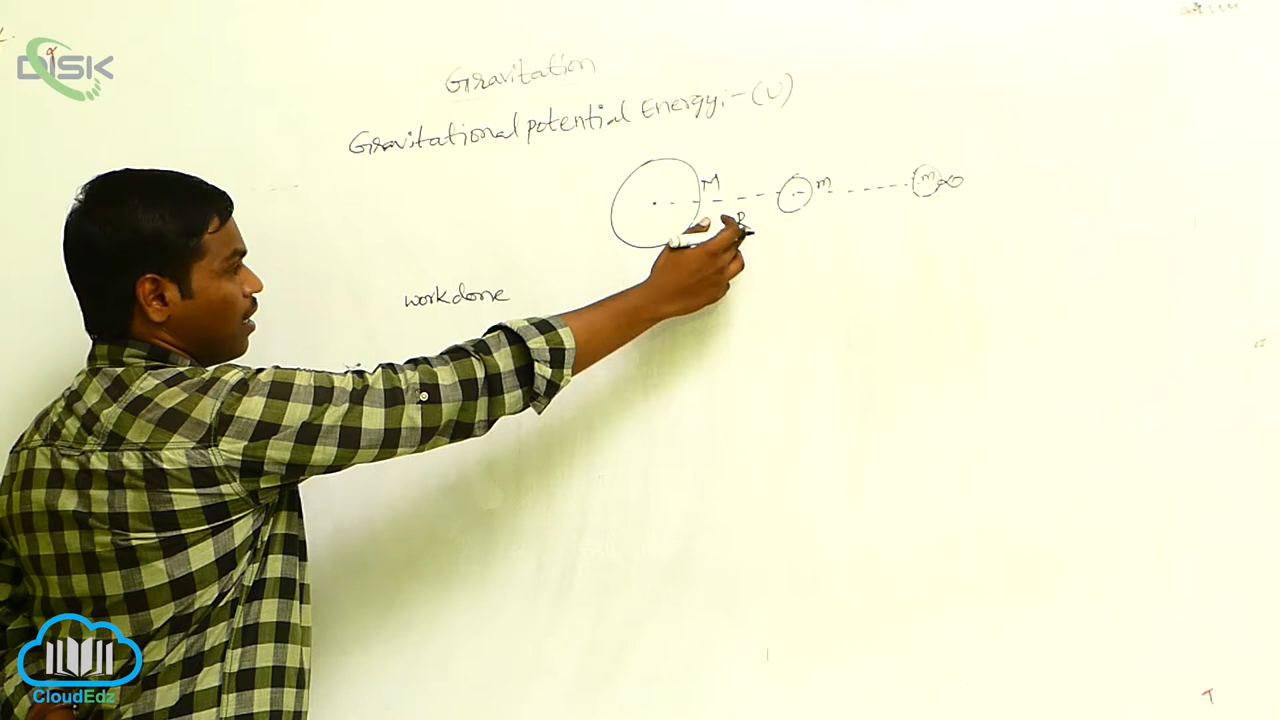 DISK
Gravitation
Gravitational potential Energy:- (U)
M m m ∞
R
workdone
CloudEdz